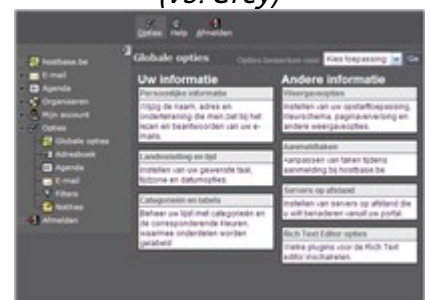 (vs. Grey)
Opties Help Afmelden
Globale opties Opties bewerken voor: Kies toepassing Ga
hostbase.be
E-mail
Agenda
Organiseren
Mijn account
Opties
Globale opties
Adresboek
Agenda
E-mail
Filters
Notities
Afmelden
Uw informatie
Persoonlijke informatie
Wijzig de naam, adres en
ondertekening die men ziet bij het
lezen en beantwoorden van uw e-
mails.
Landinstelling en tijd
Instellen van uw gewenste taal,
tijdzone en datumopties.
Categorieën en labels
Beheer uw lijst met categorieën en
de corresponderende kleuren,
waarmee onderdelen worden
gelabeld
Andere informatie
Weergaveopties
Instellen van uw opstarttoepassing,
kleurschema, paginaverversing en
andere weergaveopties.
Aanmeldtaken
Aanpassen van taken tijdens
aanmelding bij hostbase.be
Servers op afstand
Instellen van servers op afstand die
u wilt benaderen vanuit uw portal.
Rich Text Editor opties
Welke plugins voor de Rich Text
editor inschakelen.